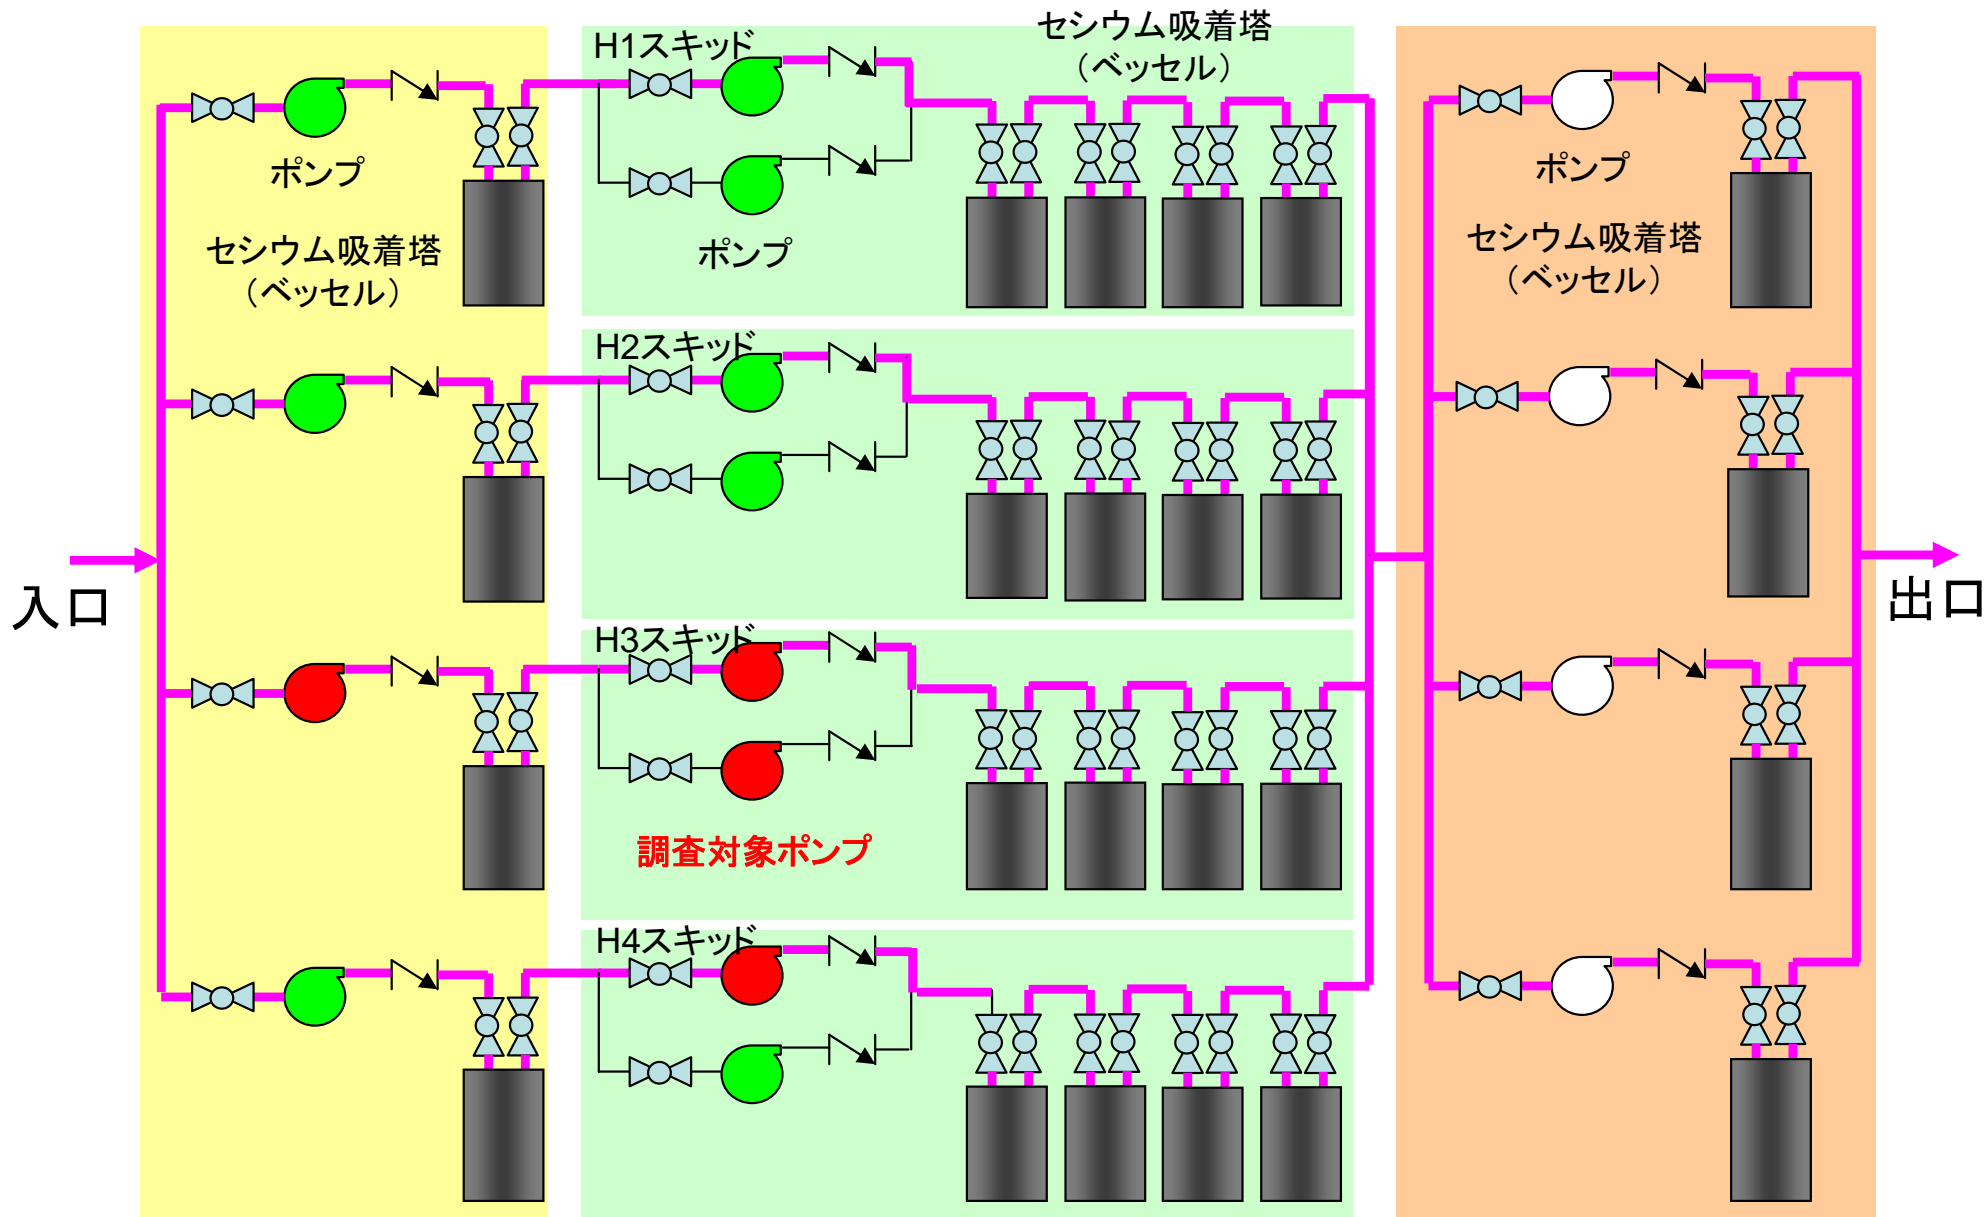 入口
ポンプ
セシウム吸着塔
（ベッセル）
H1スキッド
セシウム吸着塔
（ベッセル）
ポンプ
H2スキッド
H3スキッド
調査対象ポンプ
H4スキッド
ポンプ
セシウム吸着塔
（ベッセル）
出口